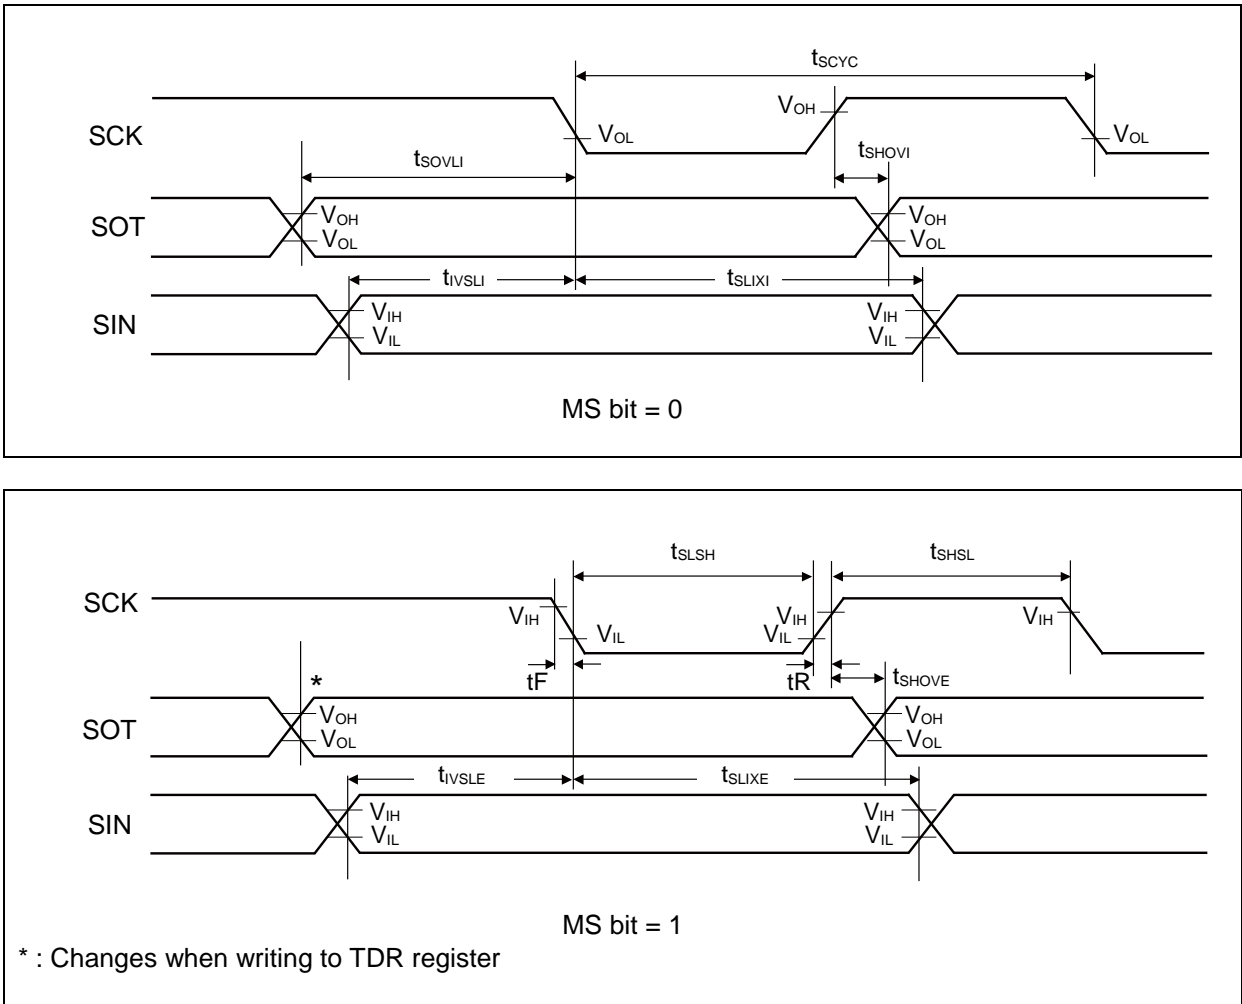 tSCYC
VOH
SCK
VOL
VOL
tSHOVI
tSOVLI
SOT
VOH
VOL
VOH
VOL
tIVSLI
tSLIXI
SIN
VIH
VIL
VIH
VIL
MS bit = 0
tSLSH
tSHSL
SCK
VIH
VIL
VIH
VIL
VIH
tF
tR
tSHOVE
*
SOT
VOH
VOL
VOH
VOL
tIVSLE
tSLIXE
SIN
VIH
VIL
VIH
VIL
MS bit = 1
* : Changes when writing to TDR register